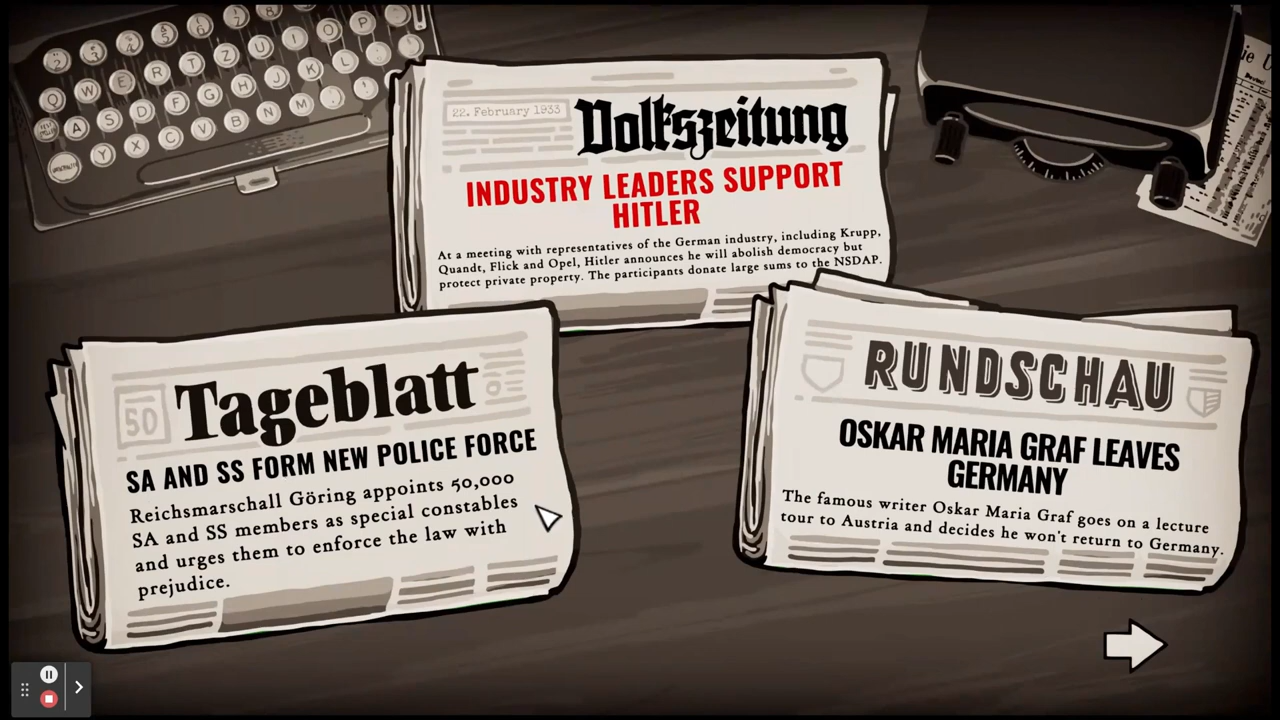 22. February 1933
Volkszeitung
INDUSTRY LEADERS SUPPORT
HITLER
At a meeting with representatives of the German industry, including Krupp,
Quandt, Flick and Opel, Hitler announces he will abolish democracy but
protect private property. The participants donate large sums to the NSDAP.
50
Tageblatt
SA AND SS FORM NEW POLICE FORCE
Reichsmarschall Göring appoints 50,000
SA and SS members as special constables
and urges them to enforce the law with
prejudice.
RUNDSCHAU
OSKAR MARIA GRAF LEAVES
GERMANY
The famous writer Oskar Maria Graf goes on a lecture
tour to Austria and decides he won't return to Germany.
Q W E R T Z U I O P
A S D F G H J K L
Y X C V B N M